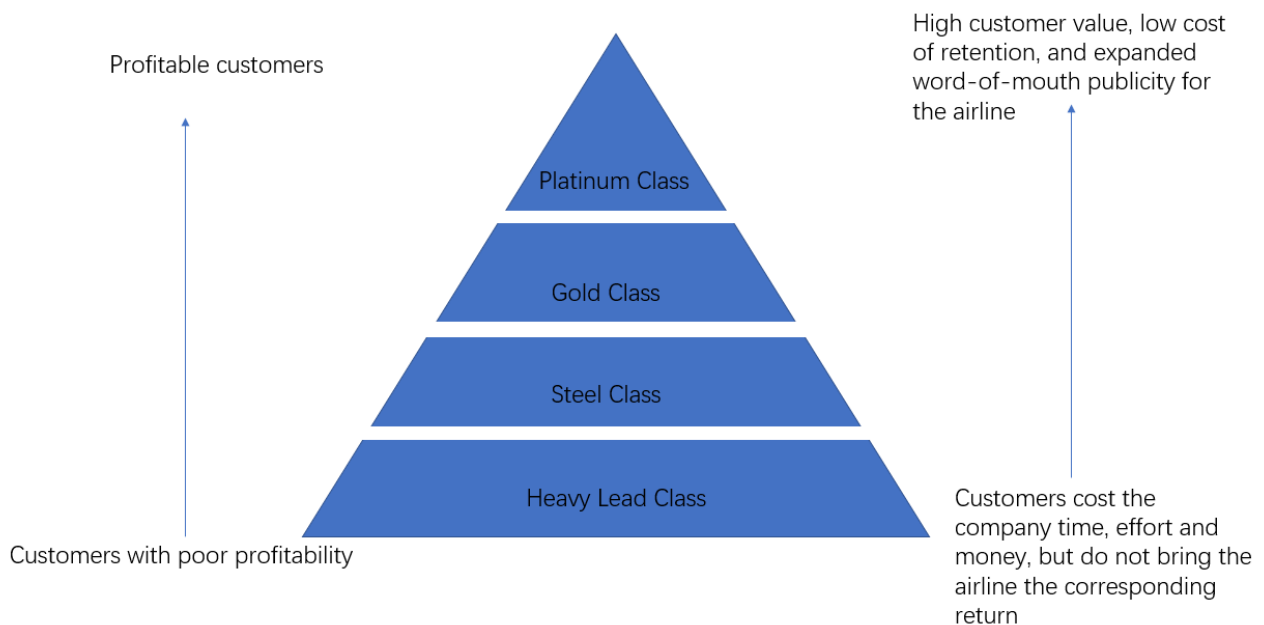 Profitable customers
High customer value, low cost
of retention, and expanded
word-of-mouth publicity for
the airline
Platinum Class
Gold Class
Steel Class
Heavy Lead Class
Customers with poor profitability
Customers cost the
company time, effort and
money, but do not bring the
airline the corresponding
return